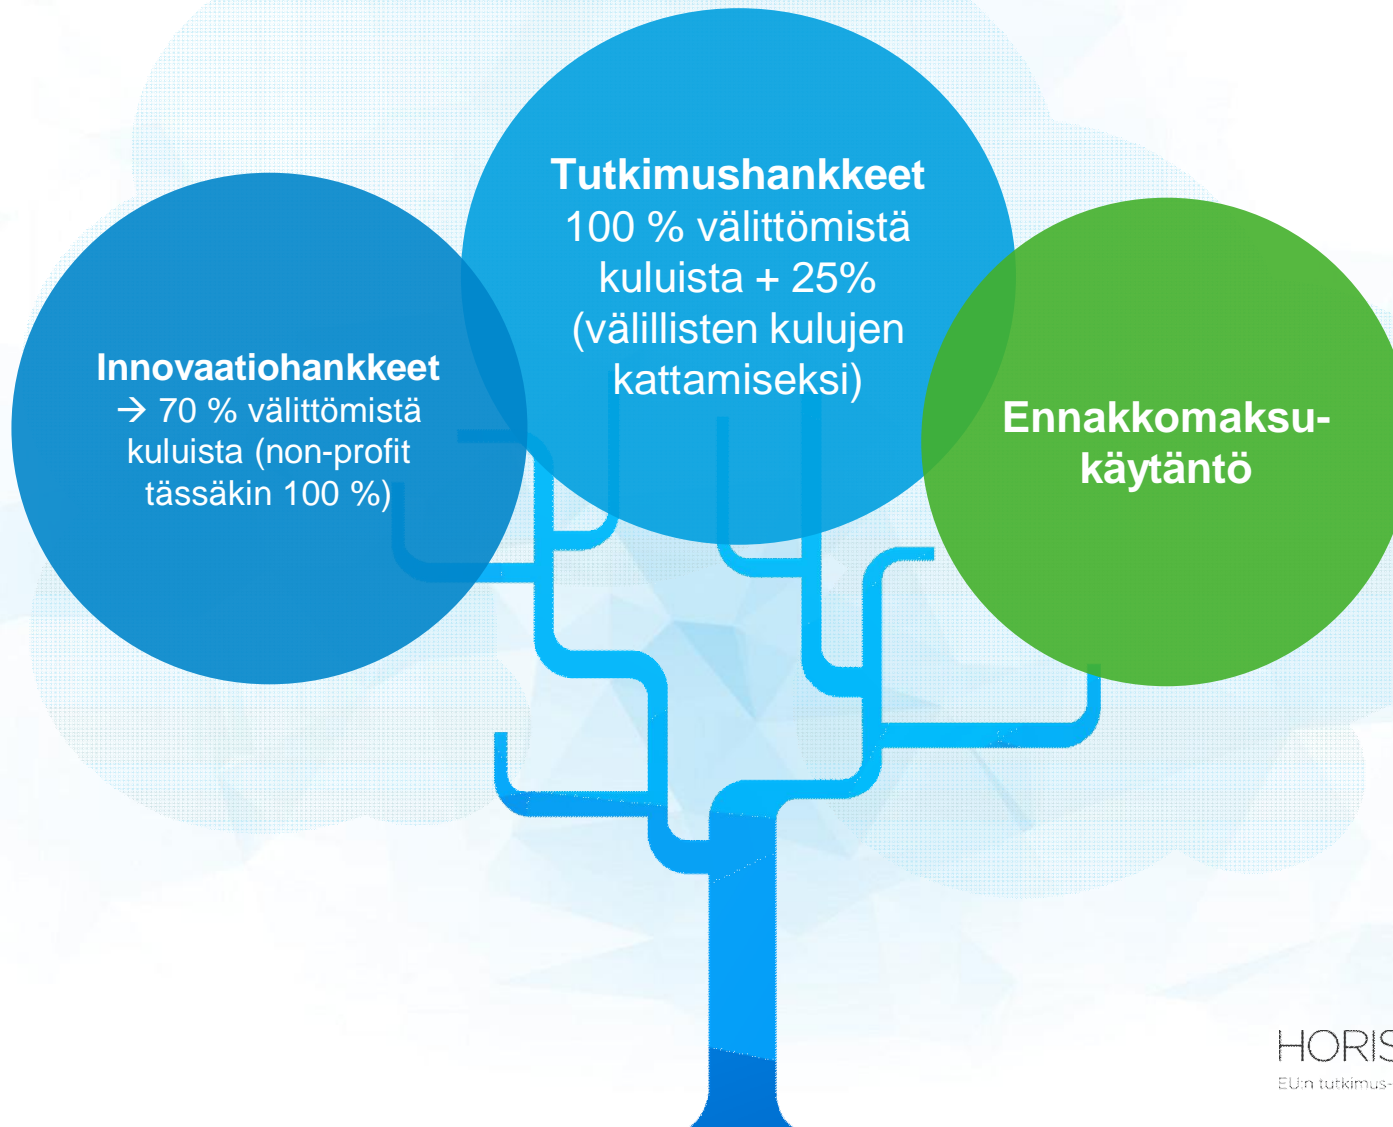 Tutkimushankkeet
100 % välittömistä
kuluista + 25%
(välillisten kulujen
kattamiseksi)
Innovaatiohankkeet
→ 70 % välittömistä
kuluista (non-profit
tässäkin 100 %)
Ennakkomaksu-
käytäntö
HORIS
EU:n tutkimus-